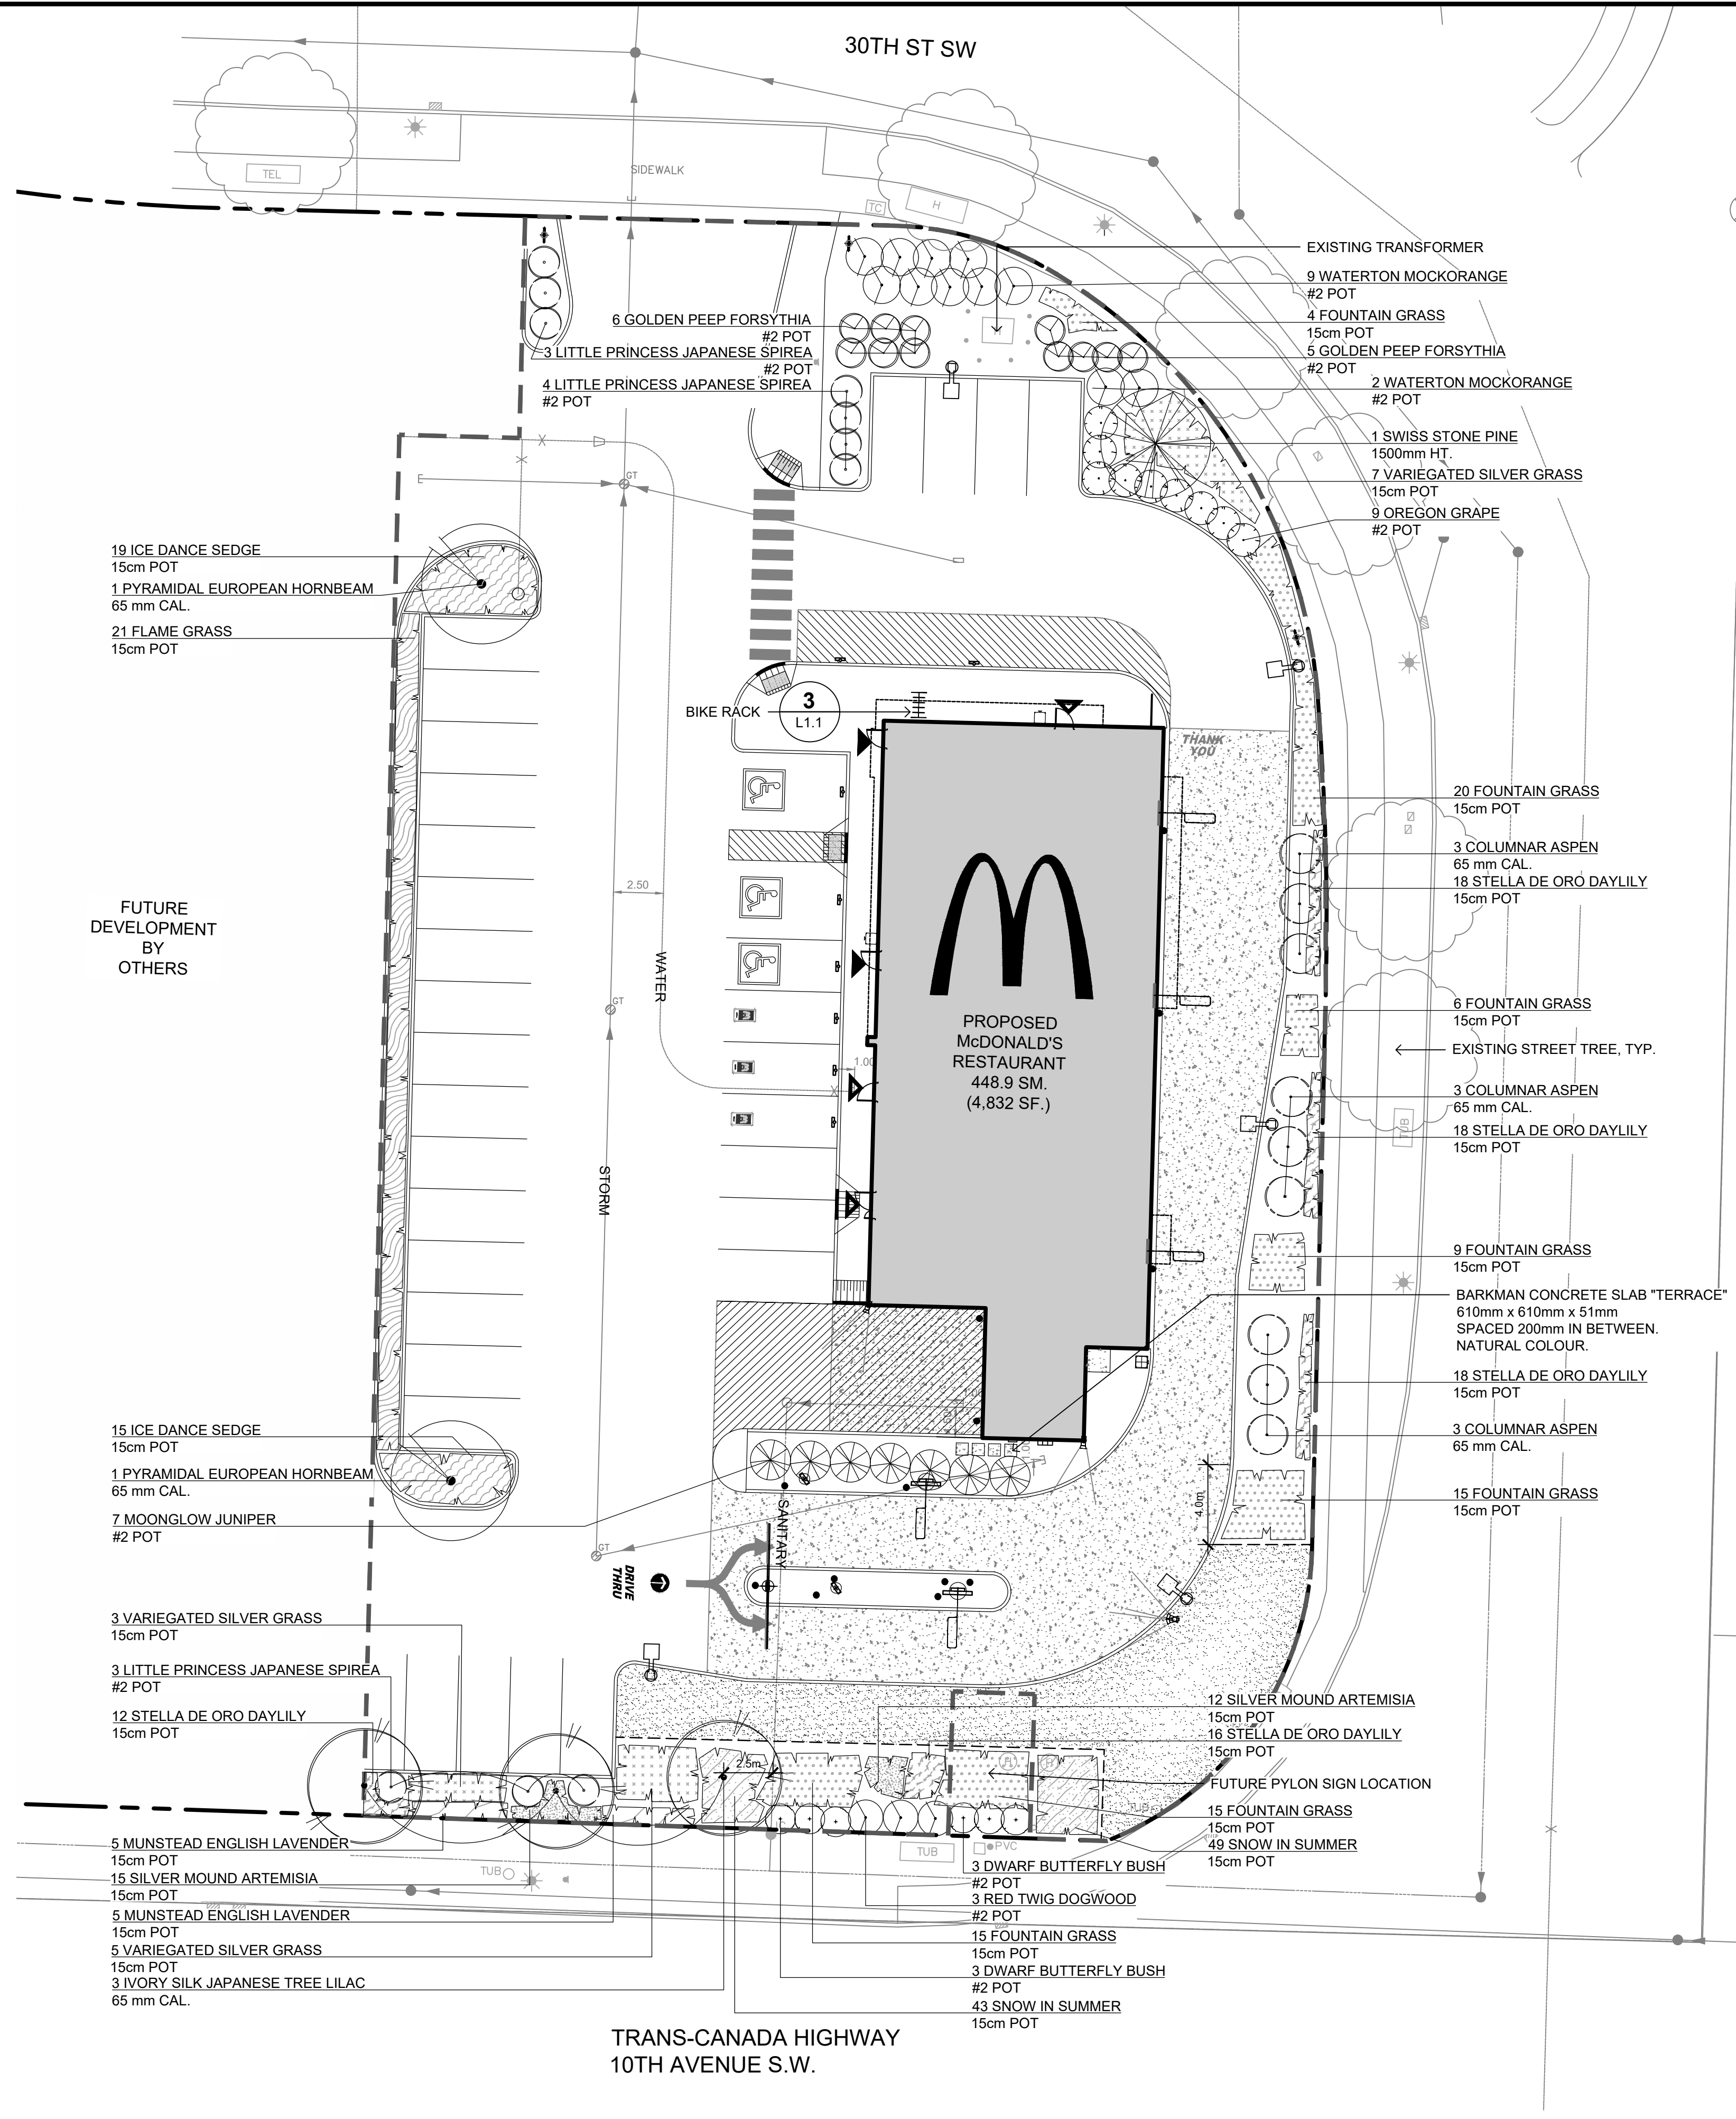 30TH ST SW
TEL
SIDEWALK
TC
H
EXISTING TRANSFORMER
9 WATERTON MOCKORANGE
#2 POT
4 FOUNTAIN GRASS
15cm POT
5 GOLDEN PEEP FORSYTHIA
#2 POT
2 WATERTON MOCKORANGE
#2 POT
1 SWISS STONE PINE
1500mm HT.
7 VARIEGATED SILVER GRASS
15cm POT
9 OREGON GRAPE
#2 POT
6 GOLDEN PEEP FORSYTHIA
#2 POT
3 LITTLE PRINCESS JAPANESE SPIREA
#2 POT
4 LITTLE PRINCESS JAPANESE SPIREA
#2 POT
H
GT
19 ICE DANCE SEDGE
15cm POT
1 PYRAMIDAL EUROPEAN HORNBEAM
65 mm CAL.
21 FLAME GRASS
15cm POT
BIKE RACK
3
L1.1
THANK
YOU
20 FOUNTAIN GRASS
15cm POT
3 COLUMNAR ASPEN
65 mm CAL.
18 STELLA DE ORO DAYLILY
15cm POT
2.50
FUTURE
DEVELOPMENT
BY
OTHERS
WATER
GT
PROPOSED
McDONALD'S
RESTAURANT
448.9 SM.
(4,832 SF.)
1.00
6 FOUNTAIN GRASS
15cm POT
EXISTING STREET TREE, TYP.
3 COLUMNAR ASPEN
65 mm CAL.
TUB
18 STELLA DE ORO DAYLILY
15cm POT
STORM
9 FOUNTAIN GRASS
15cm POT
BARKMAN CONCRETE SLAB "TERRACE"
610mm x 610mm x 51mm
SPACED 200mm IN BETWEEN.
NATURAL COLOUR.
18 STELLA DE ORO DAYLILY
15cm POT
3 COLUMNAR ASPEN
65 mm CAL.
15 FOUNTAIN GRASS
15cm POT
4.0m
15 ICE DANCE SEDGE
15cm POT
1 PYRAMIDAL EUROPEAN HORNBEAM
65 mm CAL.
7 MOONGLOW JUNIPER
#2 POT
SANITARY
GT
DRIVE
THRU
3 VARIEGATED SILVER GRASS
15cm POT
3 LITTLE PRINCESS JAPANESE SPIREA
#2 POT
12 STELLA DE ORO DAYLILY
15cm POT
2.5m
12 SILVER MOUND ARTEMISIA
15cm POT
16 STELLA DE ORO DAYLILY
15cm POT
FUTURE PYLON SIGN LOCATION
15 FOUNTAIN GRASS
15cm POT
49 SNOW IN SUMMER
15cm POT
TUB
PVC
TUB
5 MUNSTEAD ENGLISH LAVENDER
15cm POT
15 SILVER MOUND ARTEMISIA
15cm POT
5 MUNSTEAD ENGLISH LAVENDER
15cm POT
5 VARIEGATED SILVER GRASS
15cm POT
3 IVORY SILK JAPANESE TREE LILAC
65 mm CAL.
3 DWARF BUTTERFLY BUSH
#2 POT
3 RED TWIG DOGWOOD
#2 POT
15 FOUNTAIN GRASS
15cm POT
3 DWARF BUTTERFLY BUSH
#2 POT
43 SNOW IN SUMMER
15cm POT
TRANS-CANADA HIGHWAY
10TH AVENUE S.W.